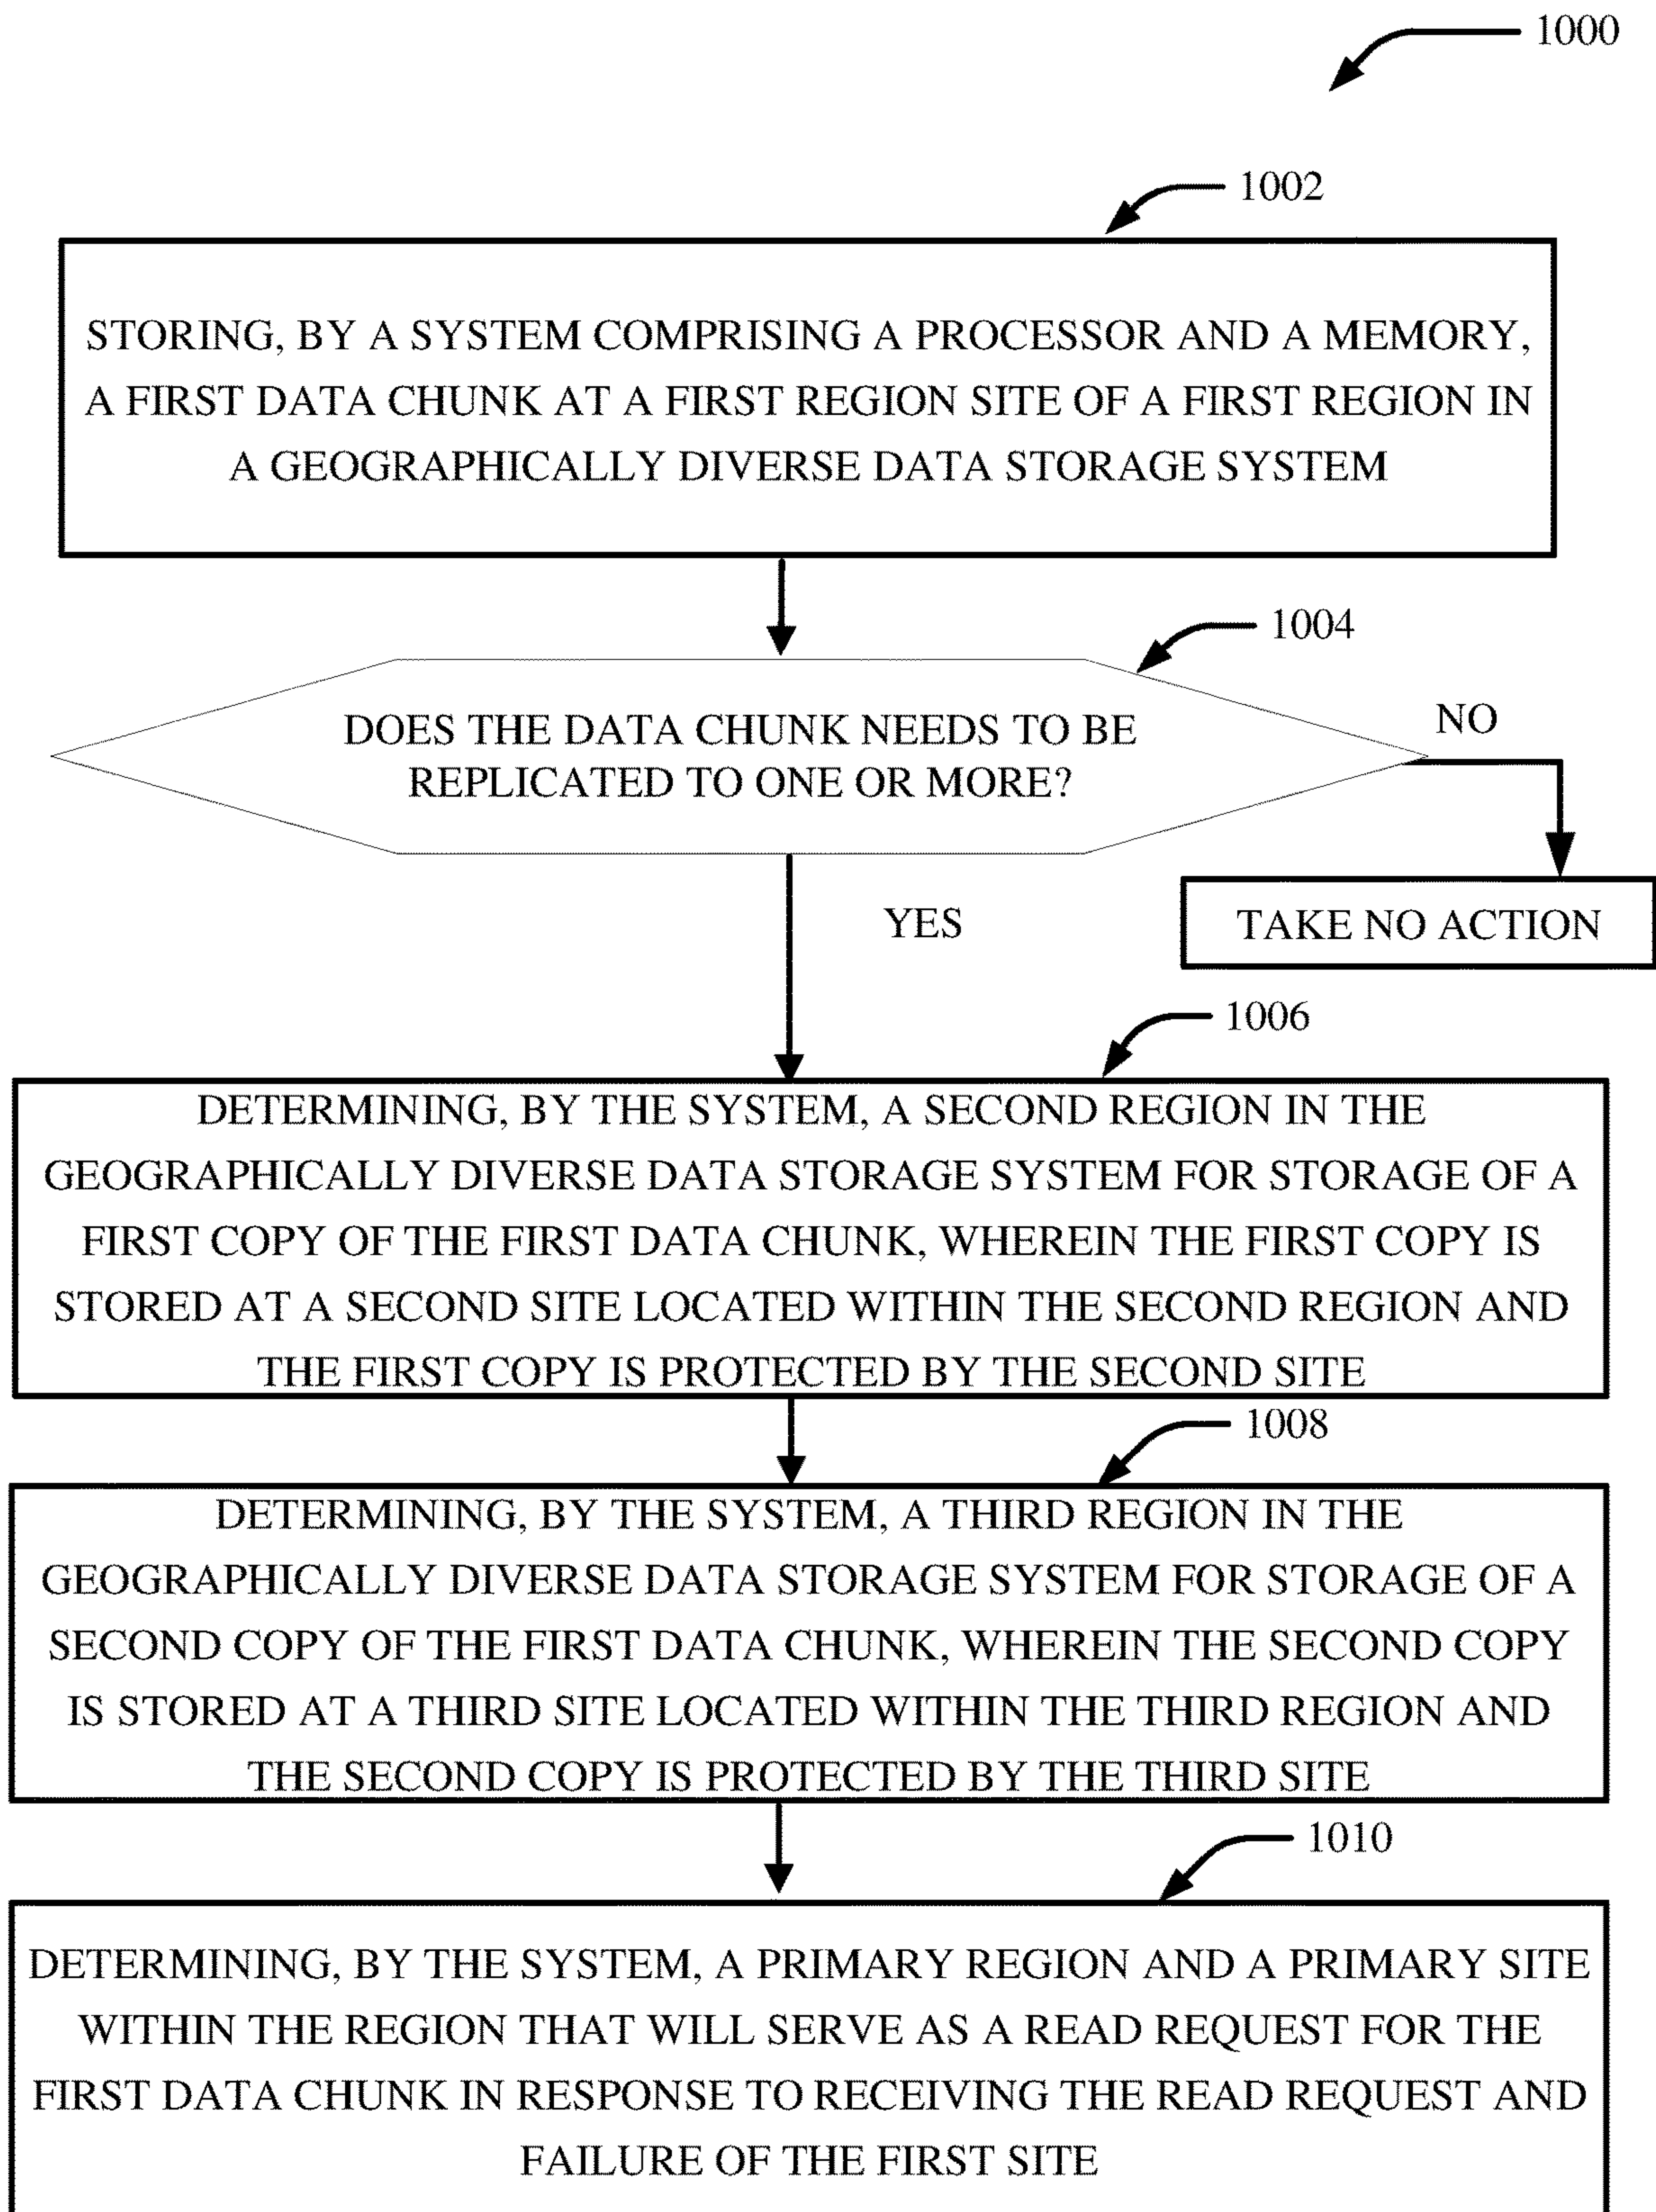 1000
1002
STORING, BY A SYSTEM COMPRISING A PROCESSOR AND A MEMORY,
A FIRST DATA CHUNK AT A FIRST REGION SITE OF A FIRST REGION IN
A GEOGRAPHICALLY DIVERSE DATA STORAGE SYSTEM
1004
DOES THE DATA CHUNK NEEDS TO BE
REPLICATED TO ONE OR MORE?
NO
YES
TAKE NO ACTION
1006
DETERMINING, BY THE SYSTEM, A SECOND REGION IN THE
GEOGRAPHICALLY DIVERSE DATA STORAGE SYSTEM FOR STORAGE OF A
FIRST COPY OF THE FIRST DATA CHUNK, WHEREIN THE FIRST COPY IS
STORED AT A SECOND SITE LOCATED WITHIN THE SECOND REGION AND
THE FIRST COPY IS PROTECTED BY THE SECOND SITE
1008
DETERMINING, BY THE SYSTEM, A THIRD REGION IN THE
GEOGRAPHICALLY DIVERSE DATA STORAGE SYSTEM FOR STORAGE OF A
SECOND COPY OF THE FIRST DATA CHUNK, WHEREIN THE SECOND COPY
IS STORED AT A THIRD SITE LOCATED WITHIN THE THIRD REGION AND
THE SECOND COPY IS PROTECTED BY THE THIRD SITE
1010
DETERMINING, BY THE SYSTEM, A PRIMARY REGION AND A PRIMARY SITE
WITHIN THE REGION THAT WILL SERVE AS A READ REQUEST FOR THE
FIRST DATA CHUNK IN RESPONSE TO RECEIVING THE READ REQUEST AND
FAILURE OF THE FIRST SITE